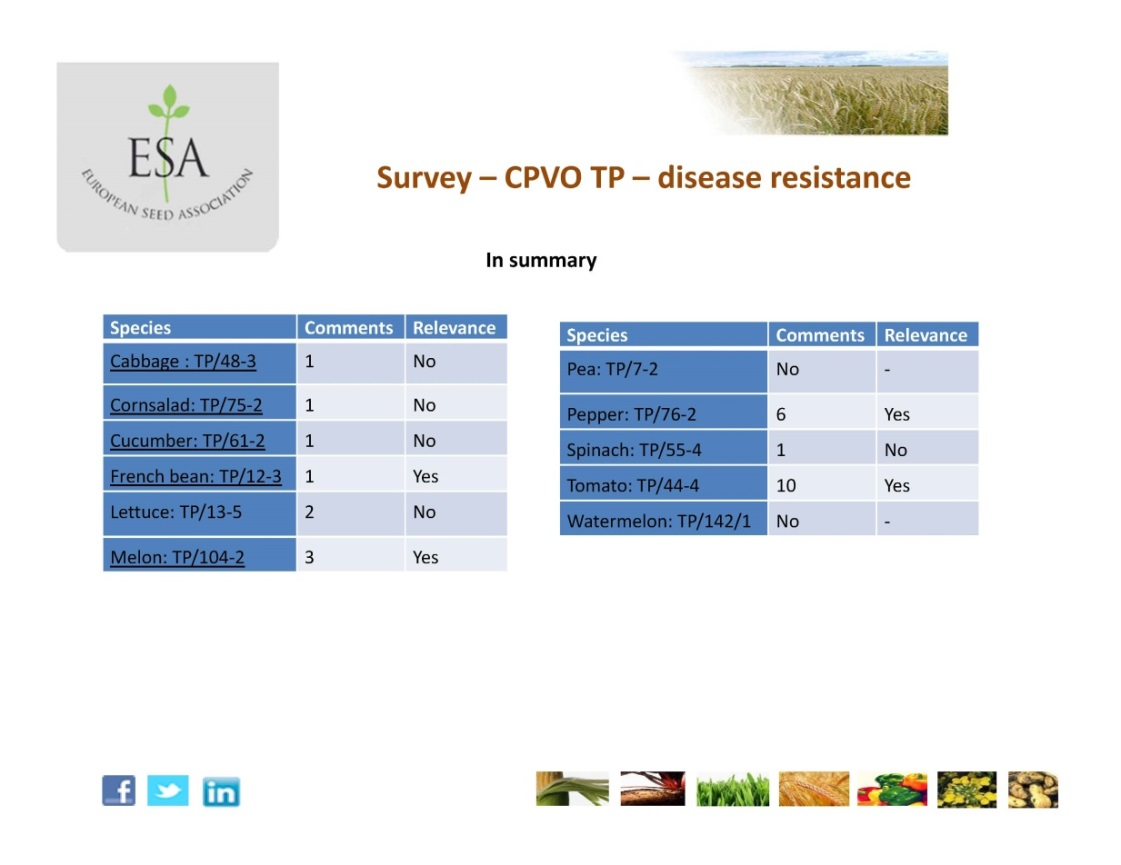 ESA
EUROPEAN SEED ASSOCIATION
Survey – CPVO TP – disease resistance
In summary
Species Comments Relevance
Cabbage : TP/48-3 1 No
Cornsalad: TP/75-2 1 No
Cucumber: TP/61-2 1 No
French bean: TP/12-3 1 Yes
Lettuce: TP/13-5 2 No
Melon: TP/104-2 3 Yes
Species Comments Relevance
Pea: TP/7-2 No -
Pepper: TP/76-2 6 Yes
Spinach: TP/55-4 1 No
Tomato: TP/44-4 10 Yes
Watermelon: TP/142/1 No -
f
in